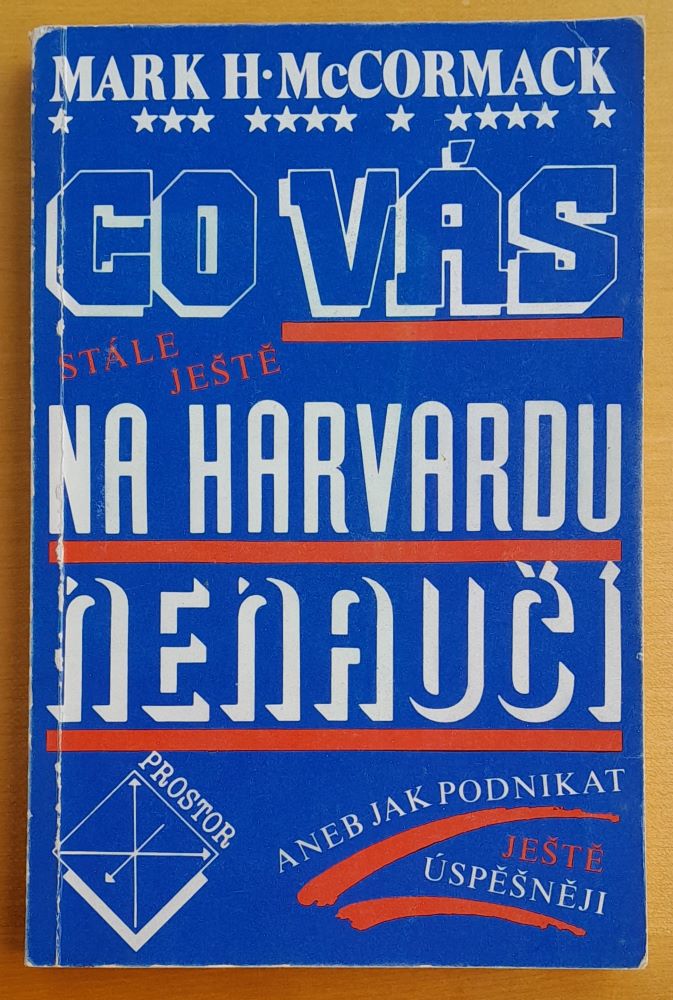 MARK H·McCORMACK
★ ★★★ ★★★★ ★ ★★★★ ★
CO VÁS
STÁLE
JEŠTĚ
NA HARVARDU
NENAUČÍ
PROSTOR
ANEB JAK PODNIKAT
JEŠTĚ
ÚSPĚŠNĚJI